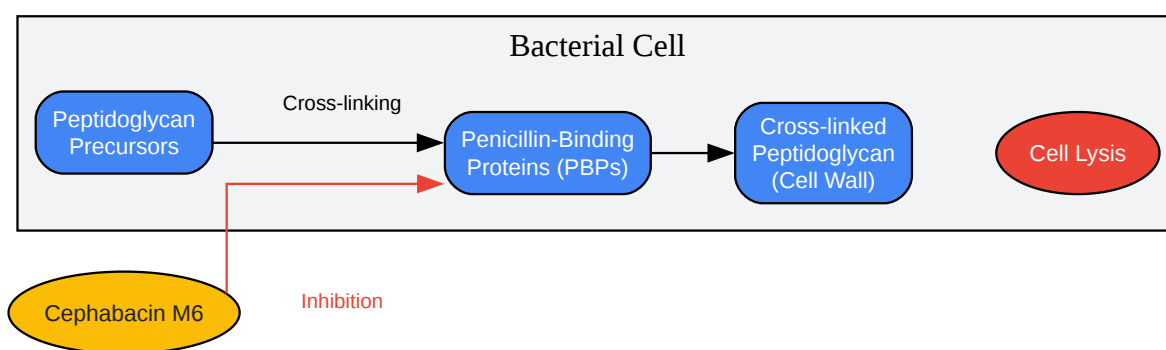 Bacterial Cell
Peptidoglycan
Precursors
Cross-linking
Penicillin-Binding
Proteins (PBPs)
Cross-linked
Peptidoglycan
(Cell Wall)
Cell Lysis
Cephabacin M6
Inhibition